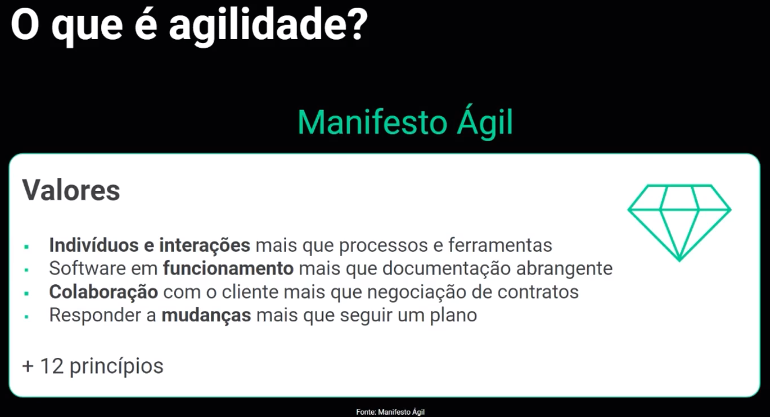 O que é agilidade?
Manifesto Ágil
Valores
▪ Indivíduos e interações mais que processos e ferramentas
▪ Software em funcionamento mais que documentação abrangente
▪ Colaboração com o cliente mais que negociação de contratos
▪ Responder a mudanças mais que seguir um plano
+ 12 princípios
Fonte: Manifesto Ágil